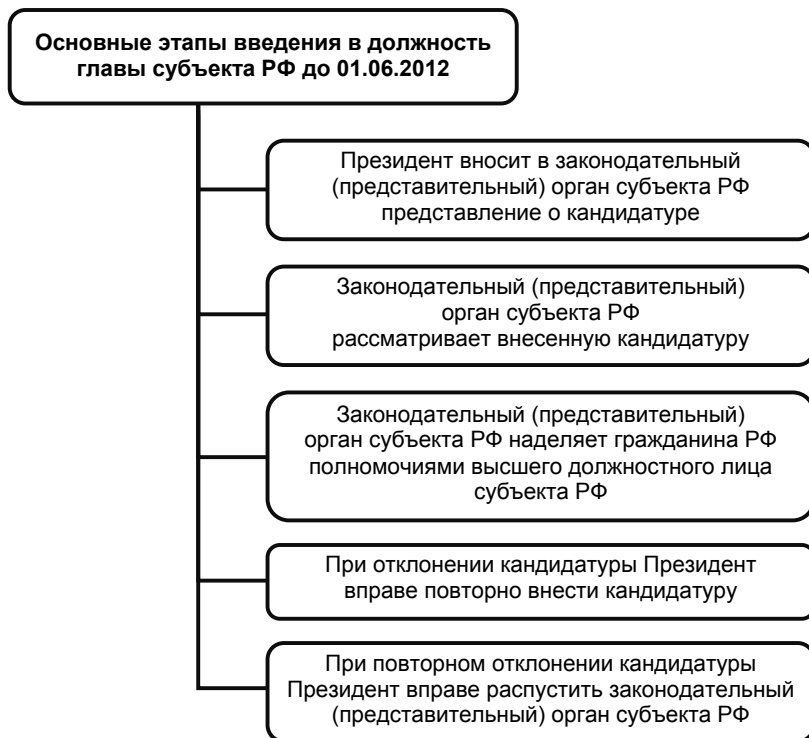 Основные этапы введения в должность
главы субъекта РФ до 01.06.2012
Президент вносит в законодательный
(представительный) орган субъекта РФ
представление о кандидатуре
Законодательный (представительный)
орган субъекта РФ
рассматривает внесенную кандидатуру
Законодательный (представительный)
орган субъекта РФ наделяет гражданина РФ
полномочиями высшего должностного лица
субъекта РФ
При отклонении кандидатуры Президент
вправе повторно внести кандидатуру
При повторном отклонении кандидатуры
Президент вправе распустить законодательный
(представительный) орган субъекта РФ